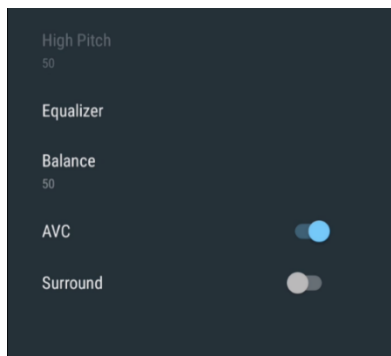 High Pitch
50
Equalizer
Balance
50
AVC
Surround